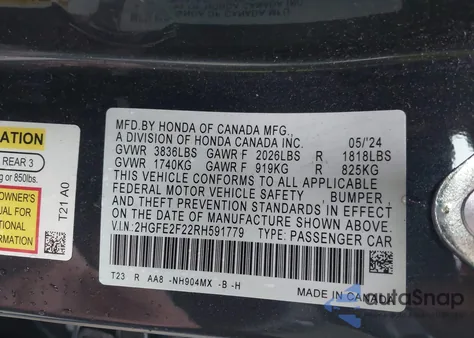 MFD.BY HONDA OF CANADA MFG.,
A DIVISION OF HONDA CANADA INC. 05/'24
GVWR 3836LBS GAWR F 2026LBS R 1818LBS
GVWR 1740KG GAWR F 919KG R 825KG
THIS VEHICLE CONFORMS TO ALL APPLICABLE
FEDERAL MOTOR VEHICLE SAFETY , BUMPER ,
AND THEFT PREVENTION STANDARDS IN EFFECT
ON THE DATE OF MANUFACTURE SHOWN ABOVE.
V.I.N.:2HGFE2F22RH591779 TYPE: PASSENGER CAR
T23 R AA8 -NH904MX -B -H
MADE IN CANADA
ATION
REAR 3
g or 850lbs.
OWNER'S
UAL FOR
TIONAL
RMATION
T21 A0
AutoSnap